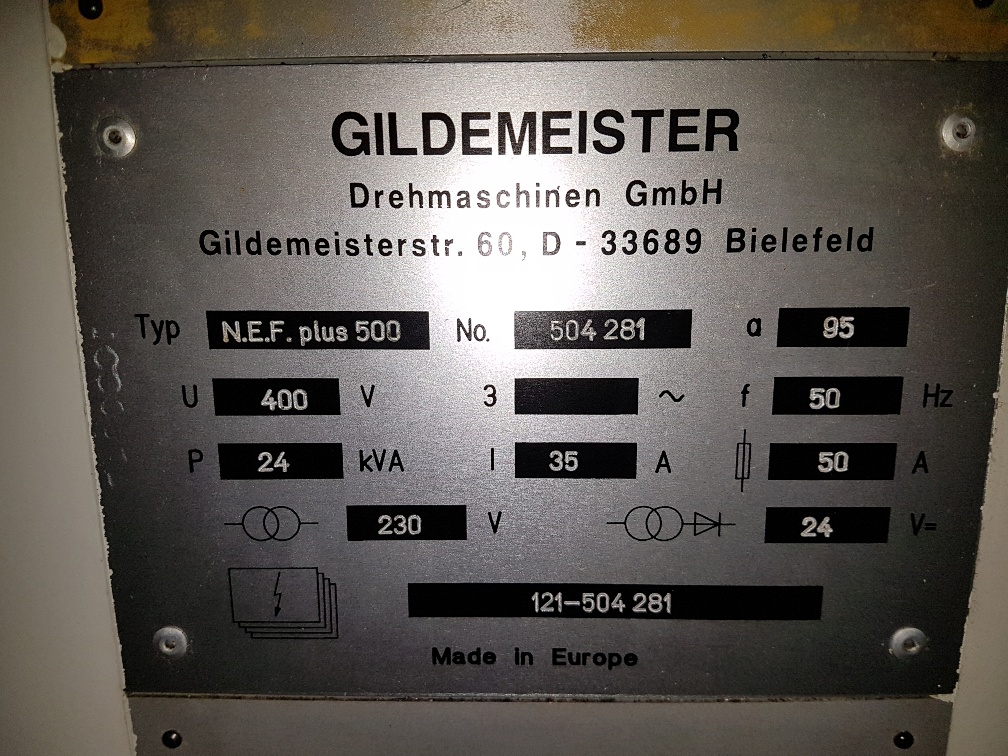 GILDEMEISTER
Drehmaschinen GmbH
Gildemeisterstr. 60, D - 33689 Bielefeld
Typ N.E.F. plus 500 No. 504 281 a 95
U 400 V 3 ~ f 50 Hz
P 24 kVA I 35 A 50 A
230 V 24 V=
121-504 281
Made in Europe